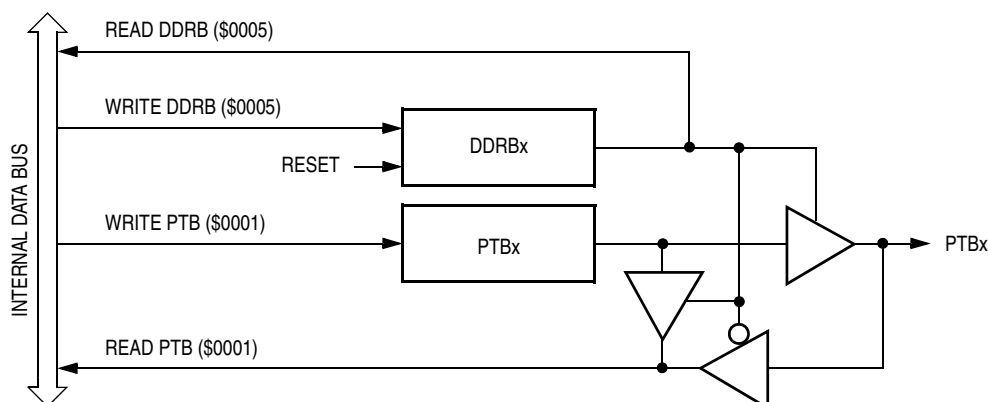 READ DDRB ($0005)
WRITE DDRB ($0005)
RESET
DDRBx
WRITE PTB ($0001)
PTBx
PTBx
READ PTB ($0001)
INTERNAL DATA BUS